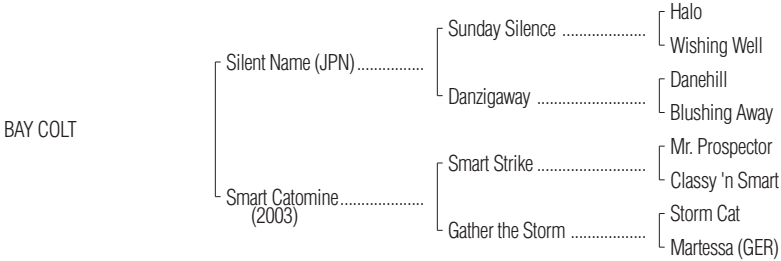 Halo
Sunday Silence ....................
Wishing Well
Silent Name (JPN) ................
Danehill
Danzigaway ..........................
Blushing Away
BAY COLT
Mr. Prospector
Smart Strike ..........................
Classy 'n Smart
Smart Catomine ....................
(2003)
Storm Cat
Gather the Storm ..................
Martessa (GER)